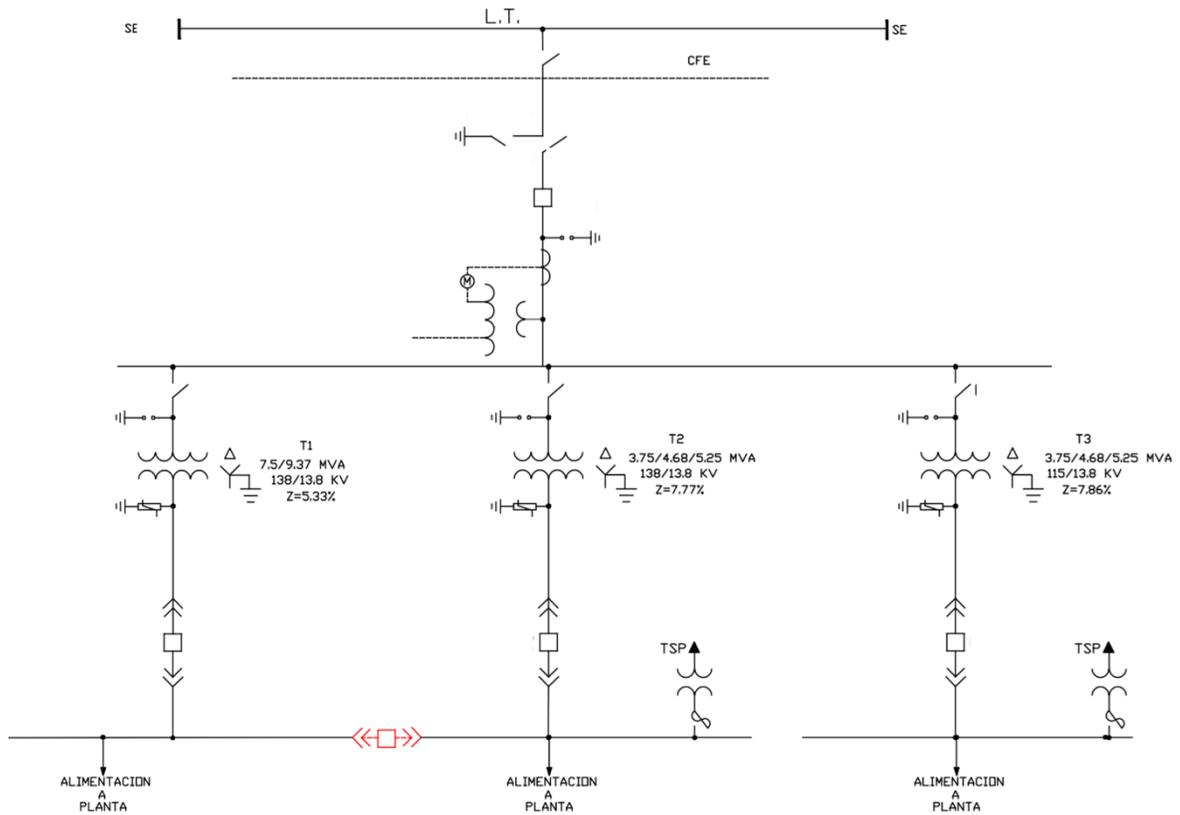 L.T.
SE
SE
CFE
M
T1
7.5/9.37 MVA
138/13.8 KV
Z=5.33%
T2
3.75/4.68/5.25 MVA
138/13.8 KV
Z=7.77%
T3
3.75/4.68/5.25 MVA
115/13.8 KV
Z=7.86%
TSP
TSP
ALIMENTACION
A
PLANTA
ALIMENTACION
A
PLANTA
ALIMENTACION
A
PLANTA